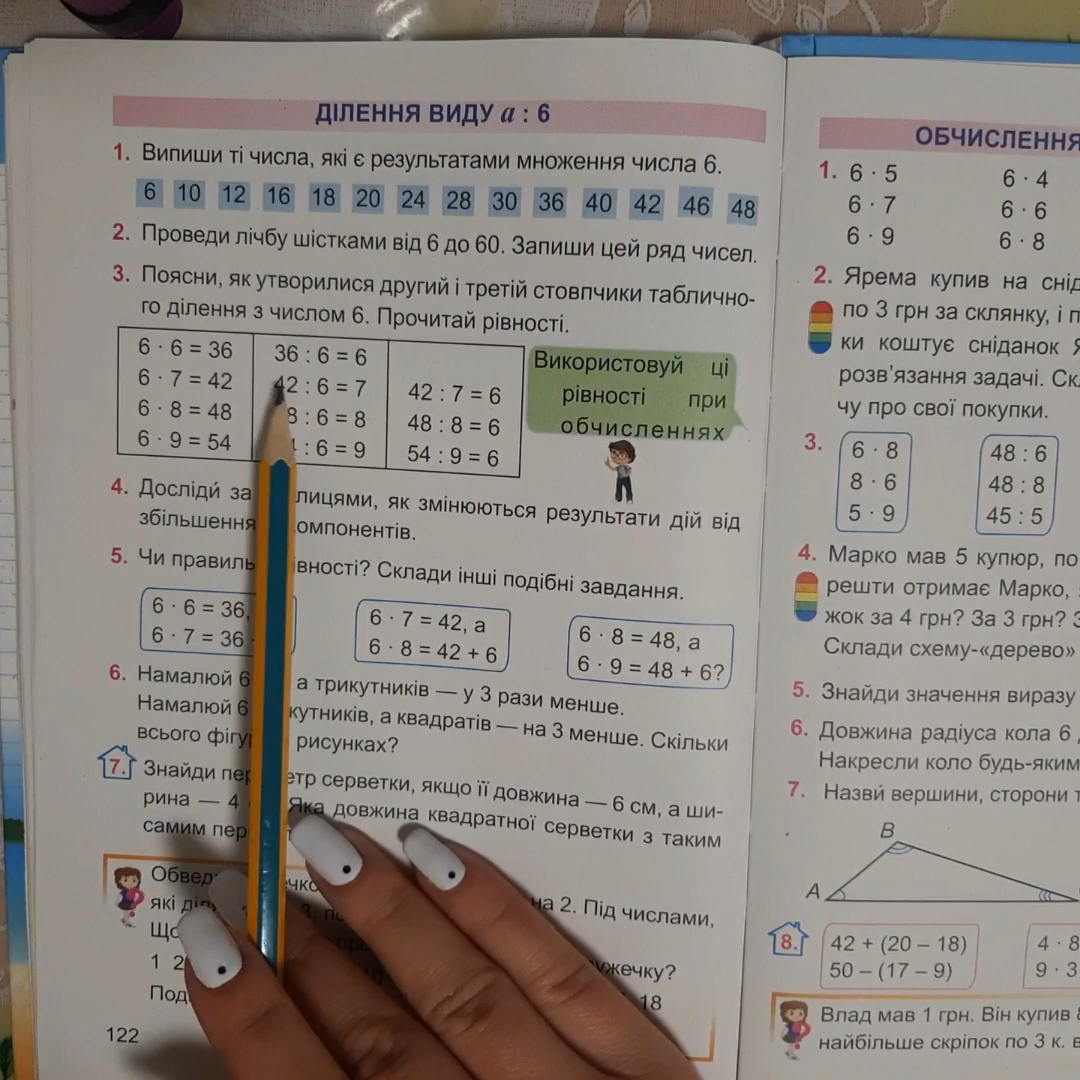 ДІЛЕННЯ ВИДУ a : 6
1. Випиши ті числа, які є результатами множення числа 6.
6 10 12 16 18 20 24 28 30 36 40 42 46 48
2. Проведи лічбу шістками від 6 до 60. Запиши цей ряд чисел.
3. Поясни, як утворилися другий і третій стовпчики таблично-
го ділення з числом 6. Прочитай рівності.
6 · 6 = 36
6 · 7 = 42
6 · 8 = 48
6 · 9 = 54
36 : 6 = 6
42 : 6 = 7
8 : 6 = 8
: 6 = 9
42 : 7 = 6
48 : 8 = 6
54 : 9 = 6
Використовуй ці
рівності при
обчисленнях
4. Дослідй за лицями, як змінюються результати дій від
збільшення омпонентів.
5. Чи правиль івності? Склади інші подібні завдання.
6 · 6 = 36,
6 · 7 = 36
6 · 7 = 42, а
6 · 8 = 42 + 6
6 · 8 = 48, а
6 · 9 = 48 + 6?
6. Намалюй 6 а трикутників — у 3 рази менше.
Намалюй 6 кутників, а квадратів — на 3 менше. Скільки
всього фігу рисунках?
7. Знайди пер етр серветки, якщо її довжина — 6 см, а ши-
рина — 4 Яка довжина квадратної серветки з таким
самим пер
Обвед
які діл 3, на 2. Під числами,
Що ужечку?
1 2
Под 18
122
ОБЧИСЛЕННЯ
1. 6 · 5 6 · 4
6 · 7 6 · 6
6 · 9 6 · 8
2. Ярема купив на снід
по 3 грн за склянку, і п
ки коштує сніданок Я
розв’язання задачі. Ск
чу про свої покупки.
3.
6 · 8
8 · 6
5 · 9
48 : 6
48 : 8
45 : 5
4. Марко мав 5 купюр, по
решти отримає Марко,
жок за 4 грн? За 3 грн?
Склади схему-«дерево»
5. Знайди значення виразу
6. Довжина радіуса кола 6
Накресли коло будь-яким
7. Назви́ вершини, сторони т
B
A
8.
42 + (20 – 18)
50 – (17 – 9)
4 · 8
9 · 3
Влад мав 1 грн. Він купив
найбільше скріпок по 3 к. в